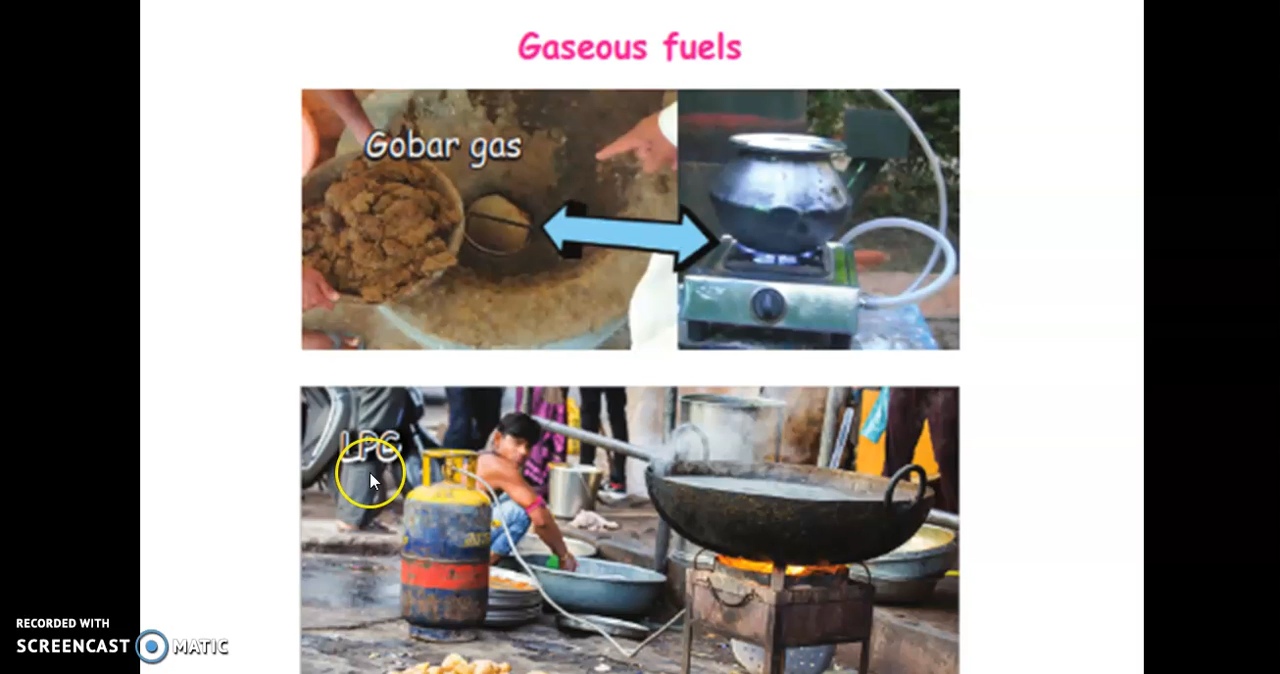 Gaseous fuels
Gobar gas
LPG
RECORDED WITH
SCREENCAST MATIC